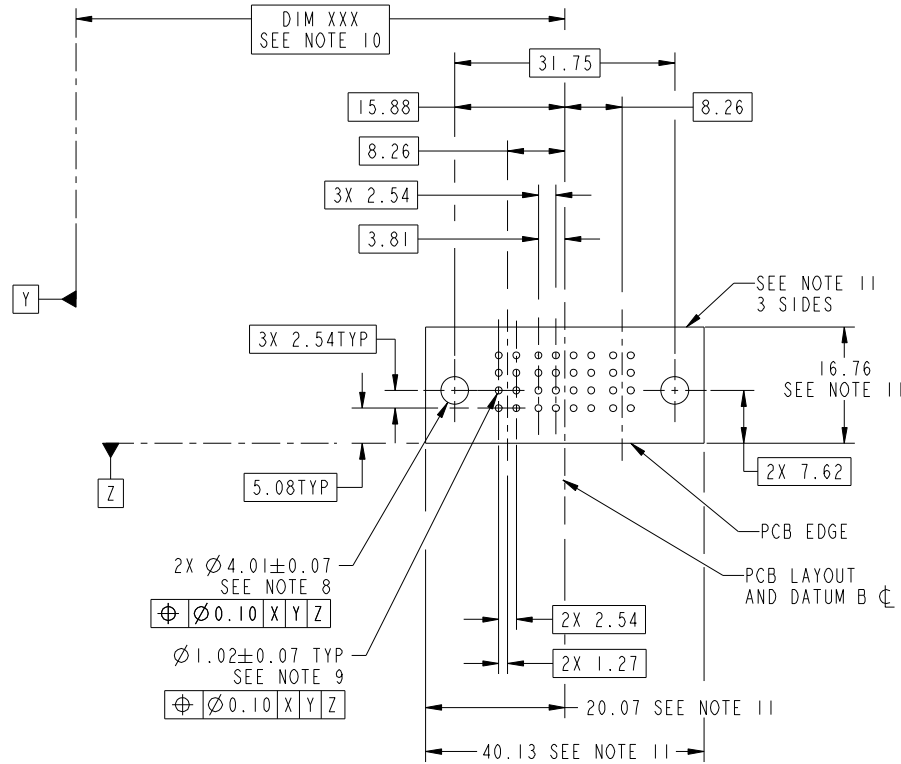 DIM XXX
SEE NOTE 10
31.75
15.88
8.26
8.26
3X 2.54
3.81
Y
SEE NOTE 11
3 SIDES
3X 2.54TYP
16.76
SEE NOTE 11
Z
5.08TYP
2X 7.62
PCB EDGE
2X Ø4.01±0.07
SEE NOTE 8
⌖ Ø0.10 X Y Z
PCB LAYOUT
AND DATUM B ℄
2X 2.54
Ø1.02±0.07 TYP
SEE NOTE 9
2X 1.27
⌖ Ø0.10 X Y Z
20.07 SEE NOTE 11
40.13 SEE NOTE 11